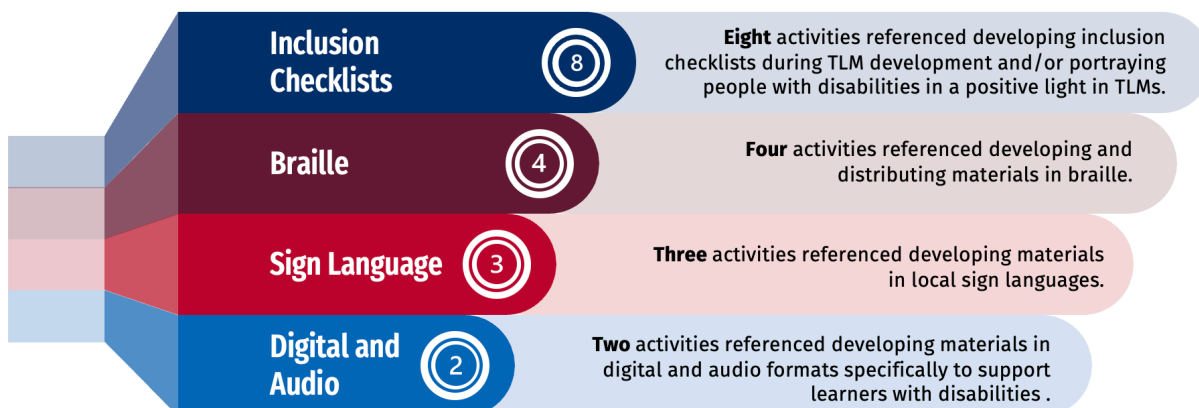 Inclusion
Checklists
8
Eight activities referenced developing inclusion
checklists during TLM development and/or portraying
people with disabilities in a positive light in TLMs.
Braille
4
Four activities referenced developing and
distributing materials in braille.
Sign Language
3
Three activities referenced developing materials
in local sign languages.
Digital and
Audio
2
Two activities referenced developing materials in
digital and audio formats specifically to support
learners with disabilities .